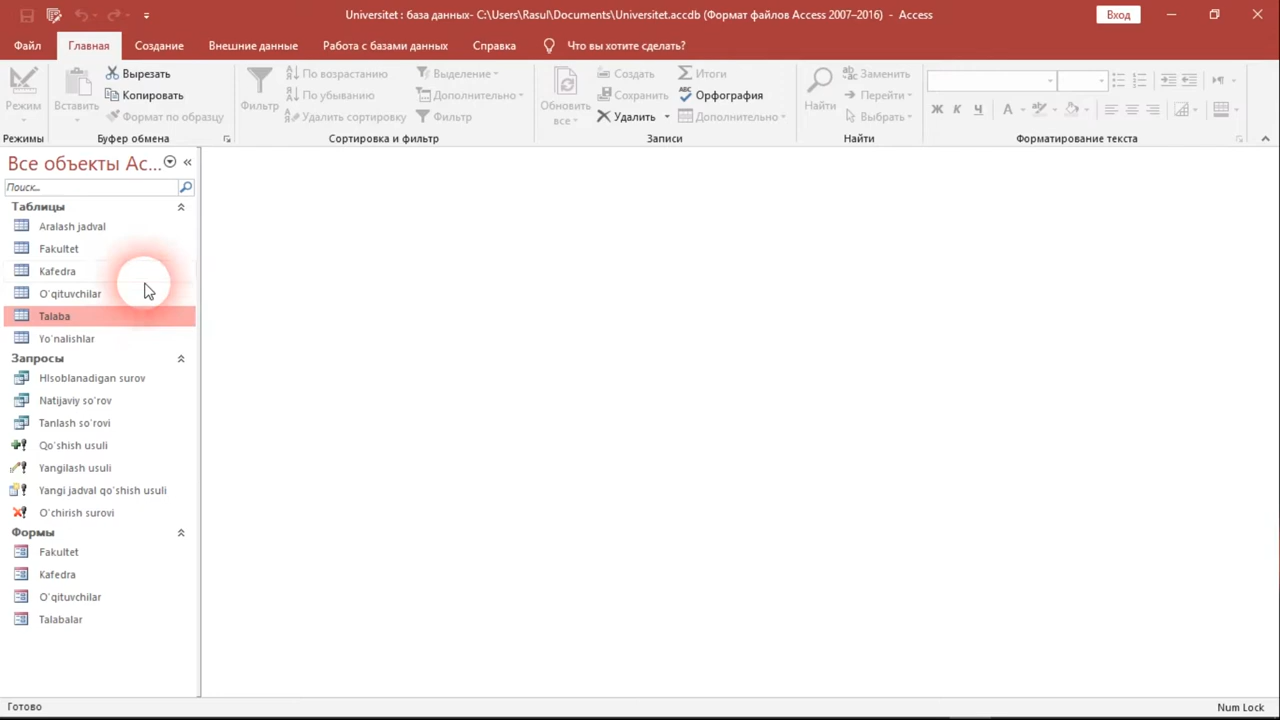 Universitet : база данных- C:\Users\Rasul\Documents\Universitet.accdb (Формат файлов Access 2007–2016) - Access
Вход
Файл Главная Создание Внешние данные Работа с базами данных Справка Что вы хотите сделать?
Режим
Режимы
Вставить
Вырезать
Копировать
Формат по образцу
Буфер обмена
Фильтр
По возрастанию
По убыванию
Удалить сортировку
Выделение
Дополнительно
Фильтр
Сортировка и фильтр
Обновить
все
Создать
Сохранить
Удалить
Итоги
Орфография
Дополнительно
Записи
Найти
Заменить
Перейти
Выбрать
Найти
Ж К Ч А
Форматирование текста
Все объекты Ac...
Поиск...
Таблицы
Aralash jadval
Fakultet
Kafedra
O`qituvchilar
Talaba
Yo`nalishlar
Запросы
HIsoblanadigan surov
Natijaviy so`rov
Tanlash so`rovi
Qo`shish usuli
Yangilash usuli
Yangi jadval qo`shish usuli
O`chirish surovi
Формы
Fakultet
Kafedra
O`qituvchilar
Talabalar
Готово
Num Lock